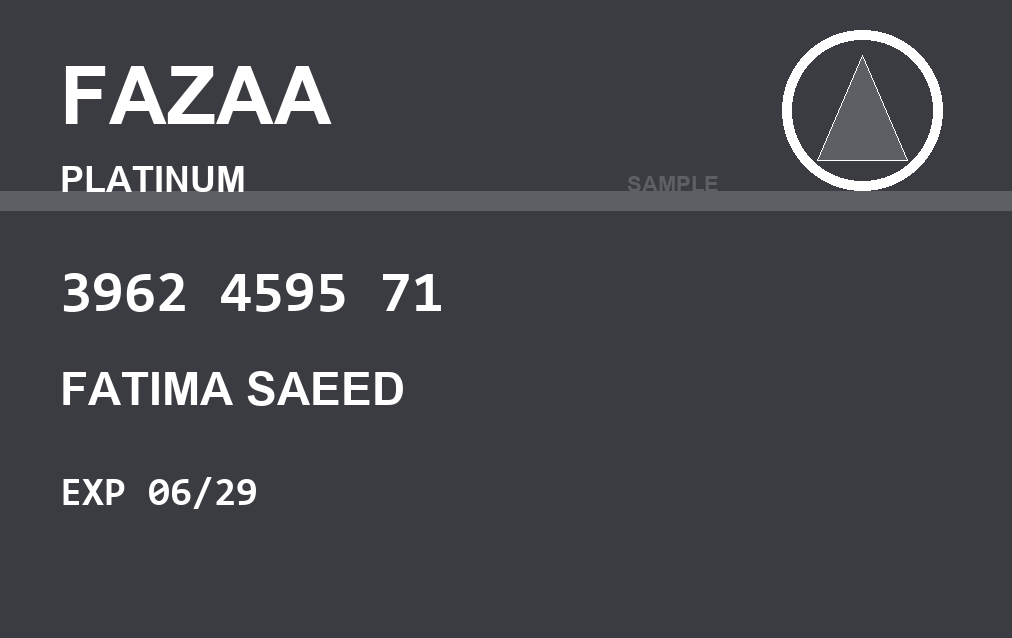 FAZAA
PLATINUM
SAMPLE
3962 4595 71
FATIMA SAEED
EXP 06/29